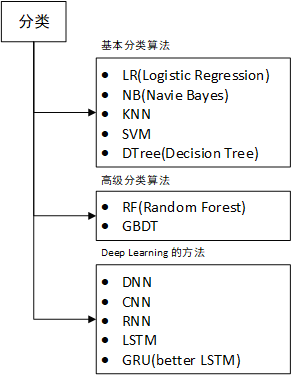 分类
基本分类算法
● LR(Logistic Regression)
● NB(Navie Bayes)
● KNN
● SVM
● DTree(Decision Tree)
高级分类算法
● RF(Random Forest)
● GBDT
Deep Learning 的方法
● DNN
● CNN
● RNN
● LSTM
● GRU(better LSTM)